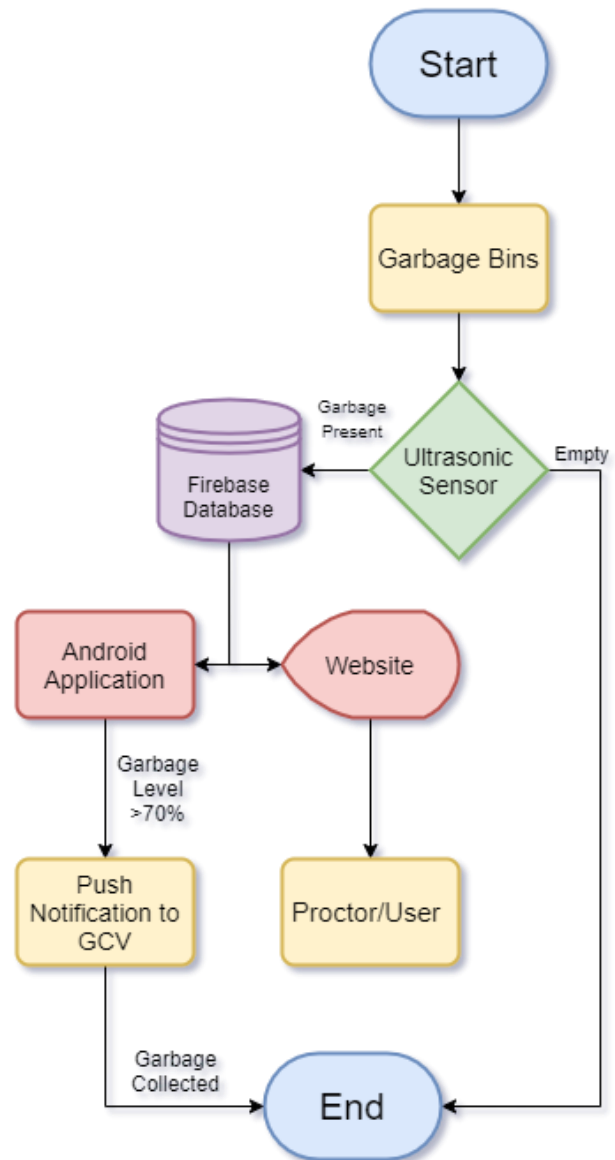 Start
Garbage Bins
Garbage
Present
Ultrasonic
Sensor
Empty
Firebase
Database
Android
Application
Website
Garbage
Level
>70%
Push
Notification to
GCV
Proctor/User
Garbage
Collected
End